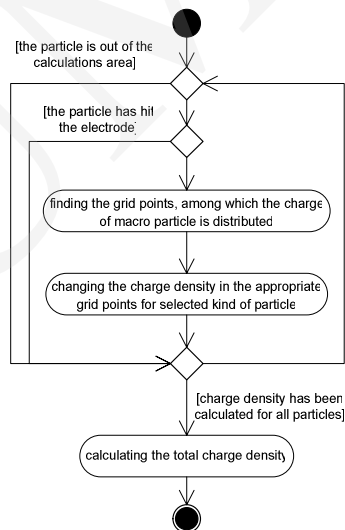 [the particle is out of the
calculations area]
[the particle has hit
the electrode]
finding the grid points, among which the charge
of macro particle is distributed
changing the charge density in the appropriate
grid points for selected kind of particle
[charge density has been
calculated for all particles]
calculating the total charge density